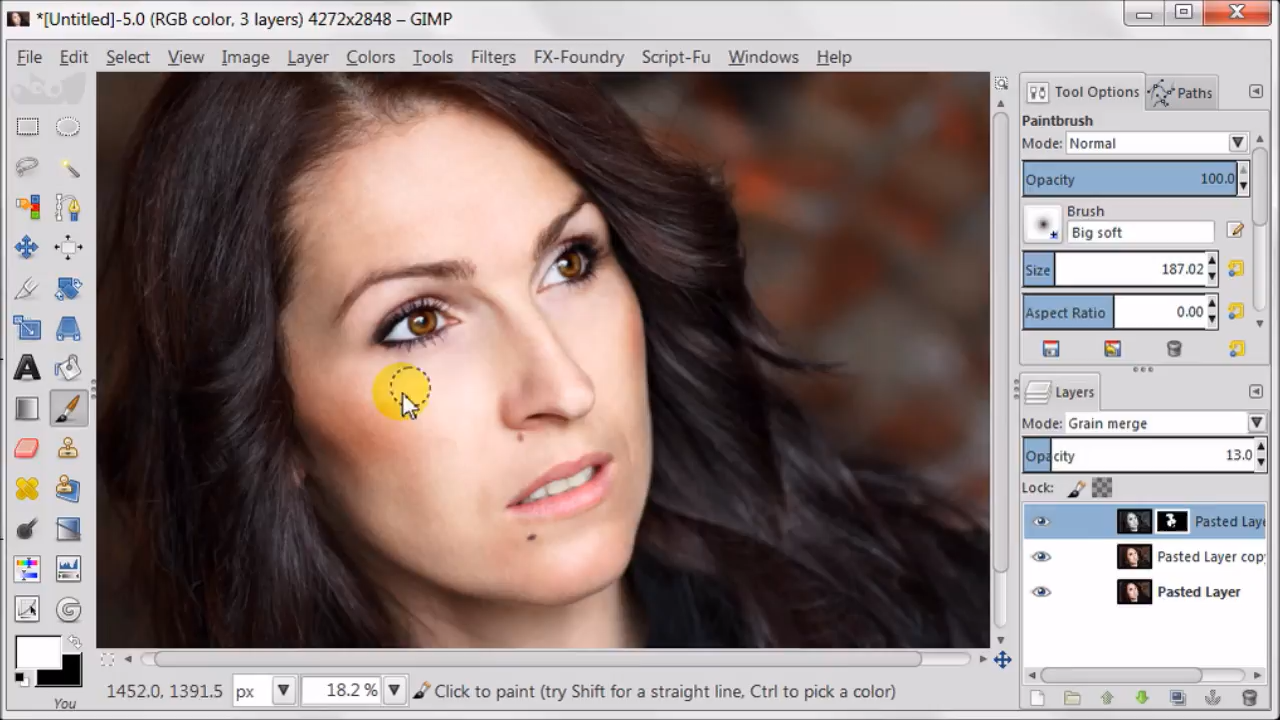 *[Untitled]-5.0 (RGB color, 3 layers) 4272x2848 – GIMP
File Edit Select View Image Layer Colors Tools Filters FX-Foundry Script-Fu Windows Help
Tool Options Paths
Paintbrush
Mode: Normal
Opacity 100.0
Brush
Big soft
Size 187.02
Aspect Ratio 0.00
Layers
Mode: Grain merge
Opacity 13.0
Lock:
Pasted Laye
Pasted Layer cop
Pasted Layer
1452.0, 1391.5 px 18.2 % Click to paint (try Shift for a straight line, Ctrl to pick a color)
You